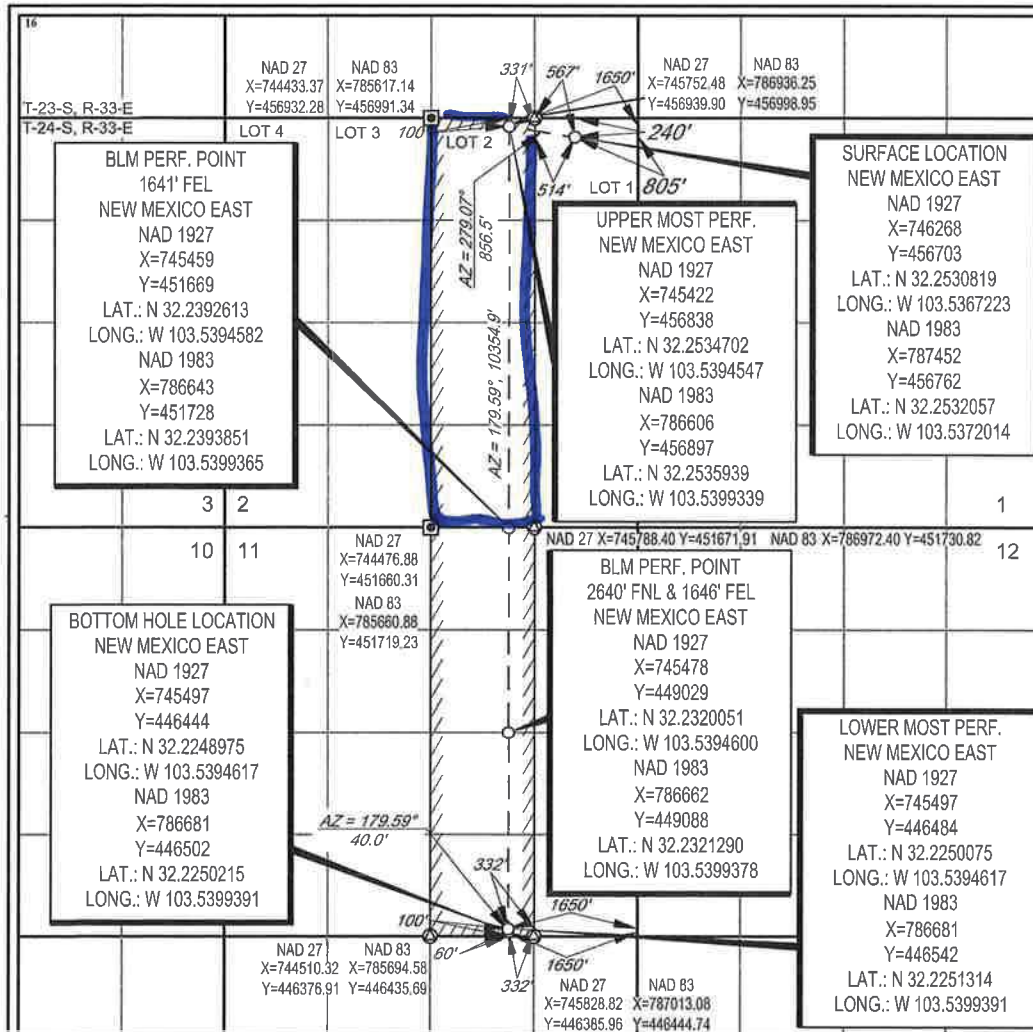 16
NAD 27
X=744433.37
Y=456932.28
NAD 83
X=785617.14
Y=456991.34
331'
567'
1650'
NAD 27
X=745752.48
Y=456939.90
NAD 83
X=786936.25
Y=456998.95
T-23-S, R-33-E
T-24-S, R-33-E
LOT 4
LOT 3
100'
LOT 2
240'
514'
LOT 1
805'
BLM PERF. POINT
1641' FEL
NEW MEXICO EAST
NAD 1927
X=745459
Y=451669
LAT.: N 32.2392613
LONG.: W 103.5394582
NAD 1983
X=786643
Y=451728
LAT.: N 32.2393851
LONG.: W 103.5399365
AZ = 279.07°
856.5'
AZ = 179.59°, 10354.9'
UPPER MOST PERF.
NEW MEXICO EAST
NAD 1927
X=745422
Y=456838
LAT.: N 32.2534702
LONG.: W 103.5394547
NAD 1983
X=786606
Y=456897
LAT.: N 32.2535939
LONG.: W 103.5399339
SURFACE LOCATION
NEW MEXICO EAST
NAD 1927
X=746268
Y=456703
LAT.: N 32.2530819
LONG.: W 103.5367223
NAD 1983
X=787452
Y=456762
LAT.: N 32.2532057
LONG.: W 103.5372014
3
2
1
10
11
12
NAD 27
X=744476.88
Y=451660.31
NAD 83
X=785660.88
Y=451719.23
NAD 27 X=745788.40 Y=451671.91 NAD 83 X=786972.40 Y=451730.82
BLM PERF. POINT
2640' FNL & 1646' FEL
NEW MEXICO EAST
NAD 1927
X=745478
Y=449029
LAT.: N 32.2320051
LONG.: W 103.5394600
NAD 1983
X=786662
Y=449088
LAT.: N 32.2321290
LONG.: W 103.5399378
BOTTOM HOLE LOCATION
NEW MEXICO EAST
NAD 1927
X=745497
Y=446444
LAT.: N 32.2248975
LONG.: W 103.5394617
NAD 1983
X=786681
Y=446502
LAT.: N 32.2250215
LONG.: W 103.5399391
LOWER MOST PERF.
NEW MEXICO EAST
NAD 1927
X=745497
Y=446484
LAT.: N 32.2250075
LONG.: W 103.5394617
NAD 1983
X=786681
Y=446542
LAT.: N 32.2251314
LONG.: W 103.5399391
AZ = 179.59°
40.0'
332'
100'
60'
1650'
332'
1650'
NAD 27
X=744510.32
Y=446376.91
NAD 83
X=785694.58
Y=446435.69
NAD 27
X=745828.82
Y=446385.96
NAD 83
X=787013.08
Y=446444.74